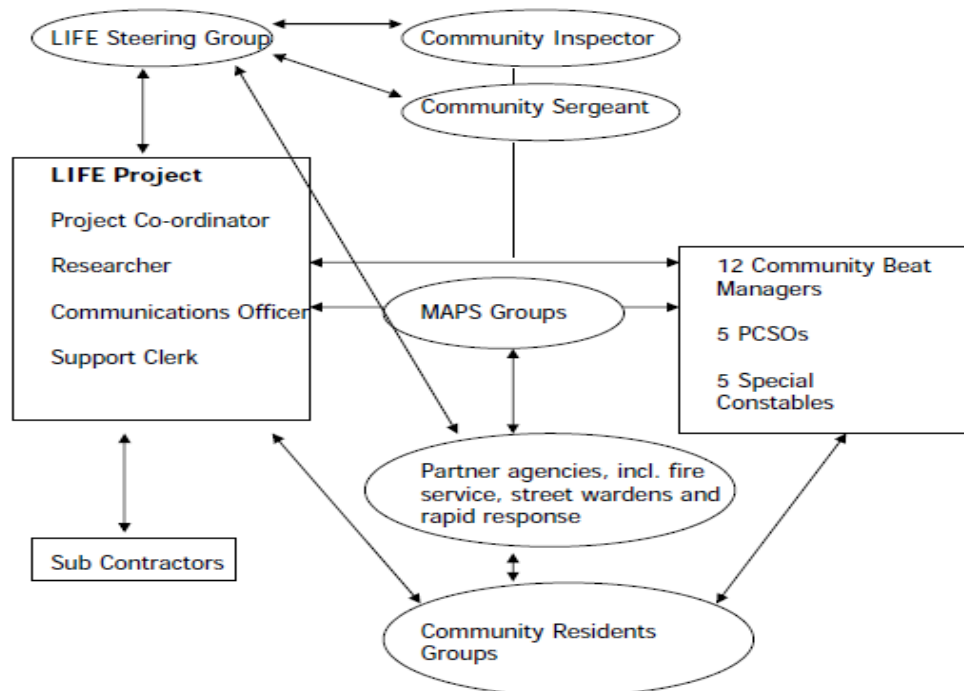 LIFE Steering Group
Community Inspector
Community Sergeant
LIFE Project
Project Co-ordinator
Researcher
Communications Officer
Support Clerk
MAPS Groups
12 Community Beat
Managers
5 PCSOs
5 Special
Constables
Partner agencies, incl. fire
service, street wardens and
rapid response
Sub Contractors
Community Residents
Groups